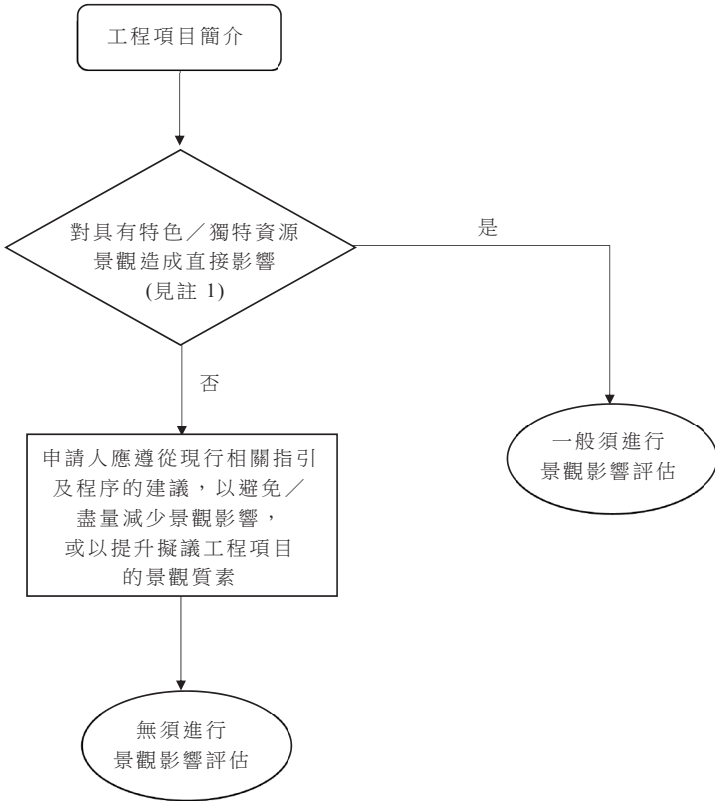 工程項目簡介
對具有特色／獨特資源
景觀造成直接影響
(見註 1)
是
否
一般須進行
景觀影響評估
申請人應遵從現行相關指引
及程序的建議，以避免／
盡量減少景觀影響，
或以提升擬議工程項目
的景觀質素
無須進行
景觀影響評估